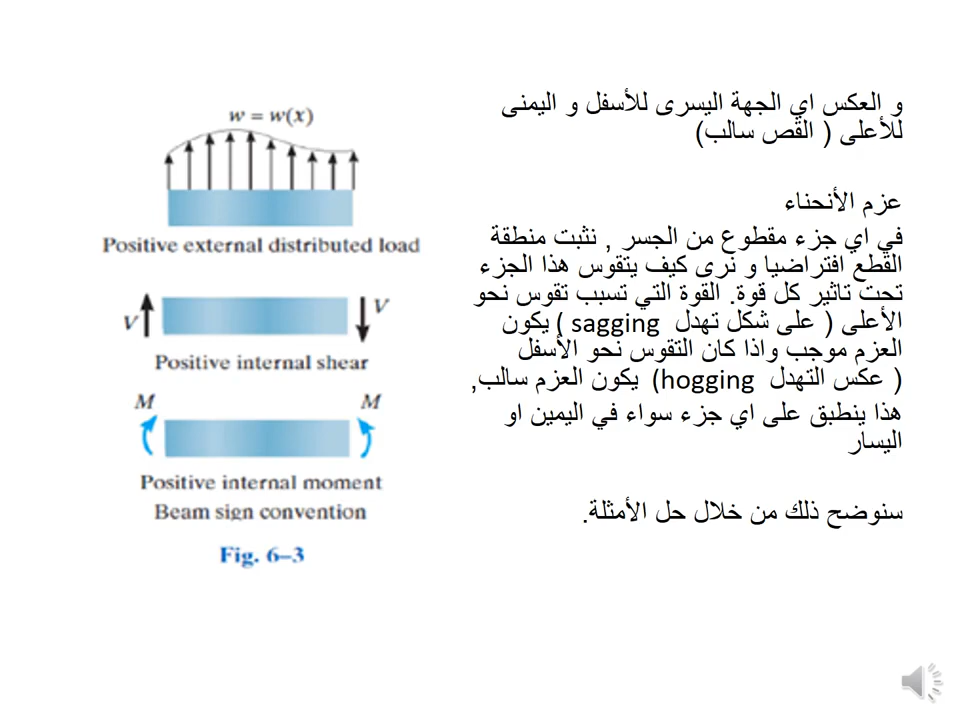 و العكس اي الجهة اليسرى للأسفل و اليمنى
للأعلى ( القص سالب)
عزم الأنحناء
في اي جزء مقطوع من الجسر , نثبت منطقة
القطع افتراضيا و نرى كيف يتقوس هذا الجزء
تحت تاثير كل قوة. القوة التي تسبب تقوس نحو
الأعلى ( على شكل تهدل sagging ) يكون
العزم موجب واذا كان التقوس نحو الأسفل
( عكس التهدل hogging) يكون العزم سالب,
هذا ينطبق على اي جزء سواء في اليمين او
اليسار
سنوضح ذلك من خلال حل الأمثلة.
w = w(x)
Positive external distributed load
V
V
Positive internal shear
M
M
Positive internal moment
Beam sign convention
Fig. 6–3